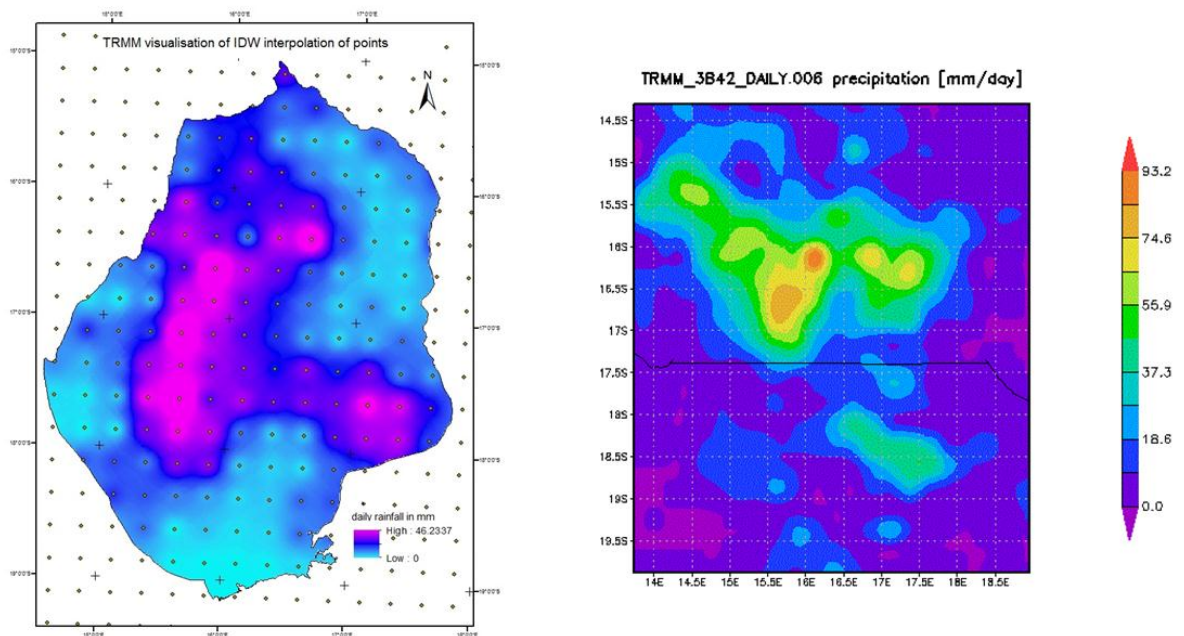 TRMM visualisation of IDW interpolation of points
N
daily rainfall in mm
High : 46.2337
Low : 0
TRMM_3B42_DAILY.006 precipitation [mm/day]
14.5S
15S
15.5S
16S
16.5S
17S
17.5S
18S
18.5S
19S
19.5S
14E 14.5E 15E 15.5E 16E 16.5E 17E 17.5E 18E 18.5E
93.2
74.6
55.9
37.3
18.6
0.0